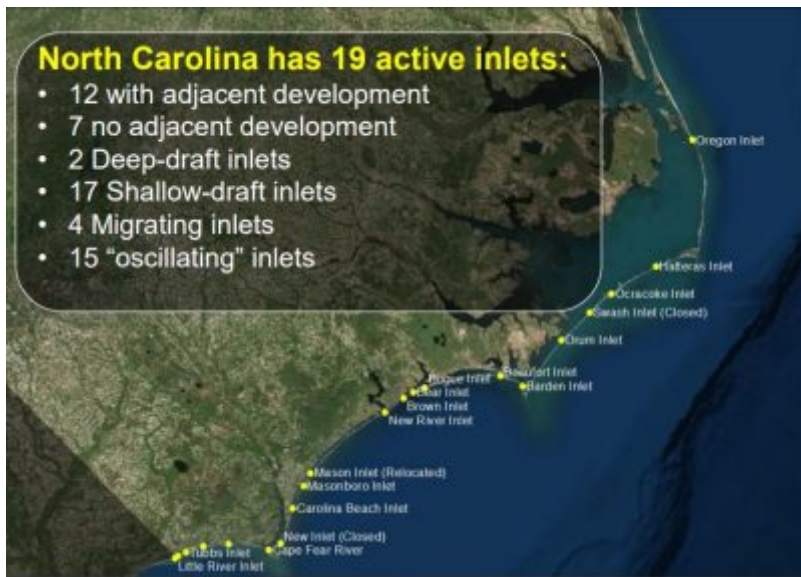 North Carolina has 19 active inlets:
• 12 with adjacent development
• 7 no adjacent development
• 2 Deep-draft inlets
• 17 Shallow-draft inlets
• 4 Migrating inlets
• 15 “oscillating” inlets
Oregon Inlet
Hatteras Inlet
Ocracoke Inlet
Swash Inlet (Closed)
Drum Inlet
Beaufort Inlet
Barden Inlet
Bogue Inlet
Bear Inlet
Brown Inlet
New River Inlet
Mason Inlet (Relocated)
Masonboro Inlet
Carolina Beach Inlet
New Inlet (Closed)
Cape Fear River
Tubbs Inlet
Little River Inlet